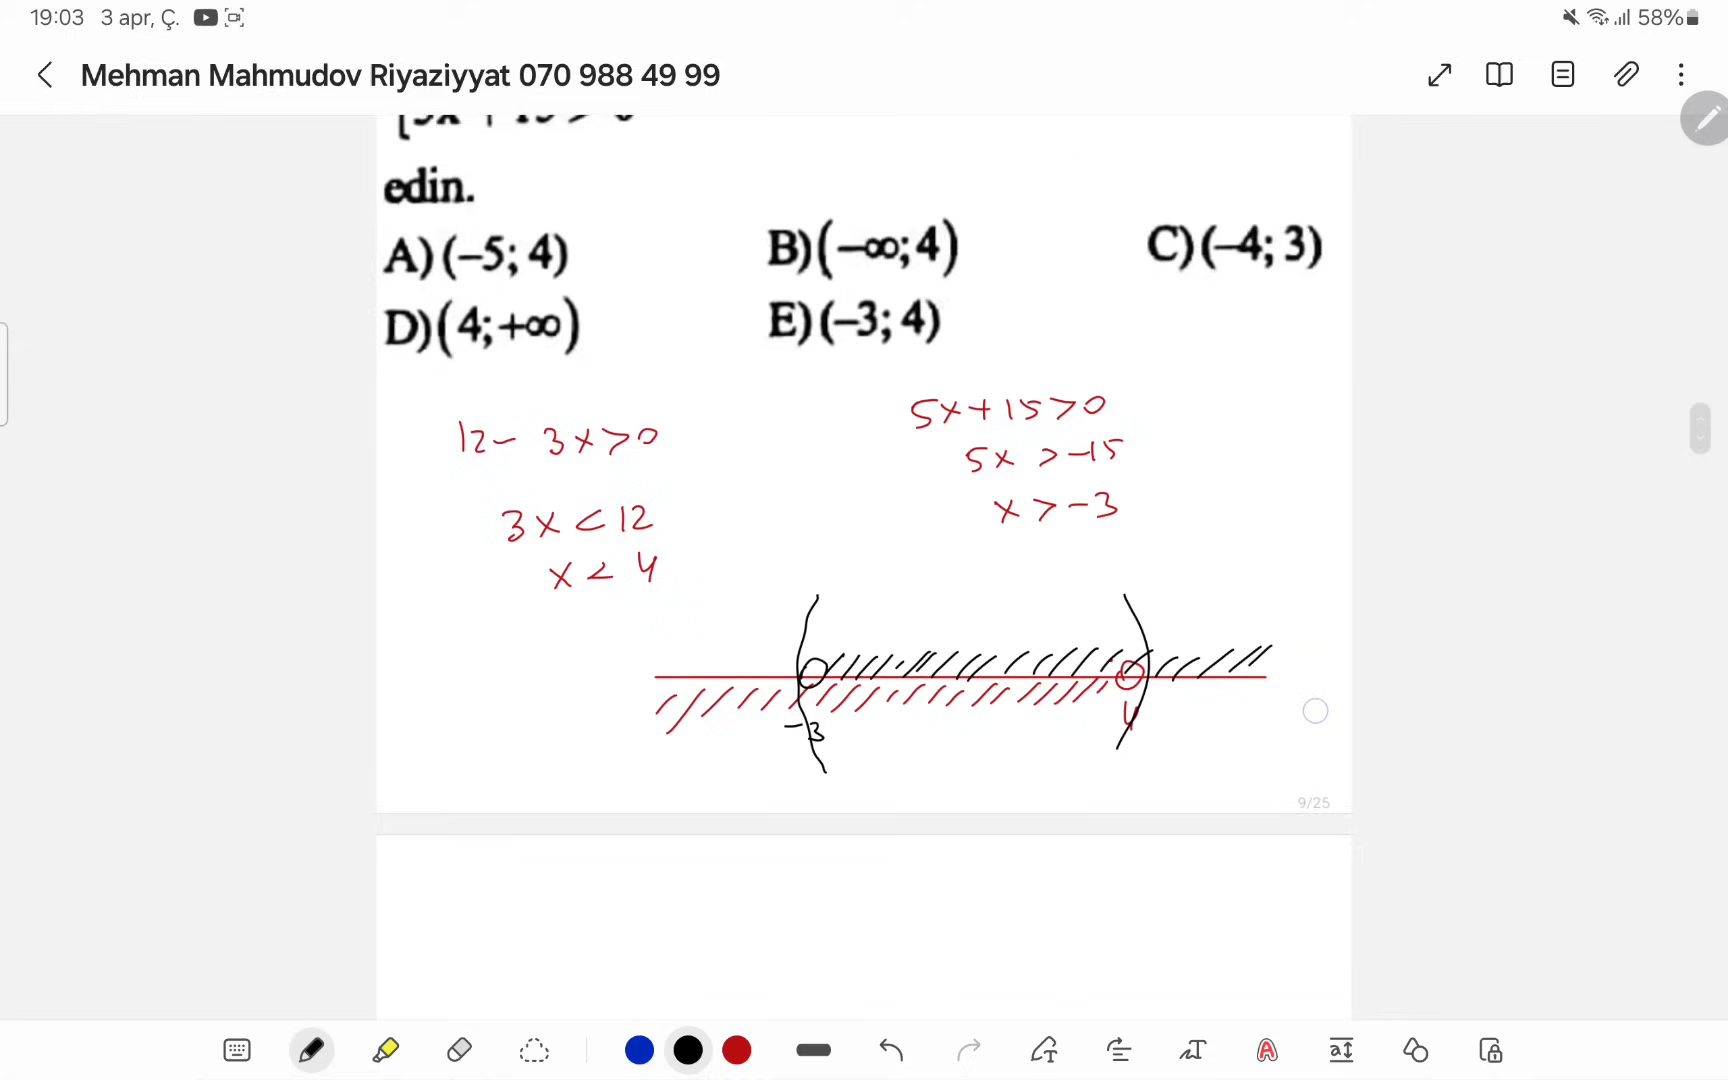 19:03 3 apr, Ç. 58%
Mehman Mahmudov Riyaziyyat 070 988 49 99
edin.
A) (–5; 4) B) (–∞; 4) C) (–4; 3)
D) (4; +∞) E) (–3; 4)
12 - 3x > 0
3x < 12
x < 4
5x + 15 > 0
5x > -15
x > -3
-3 4
9/25